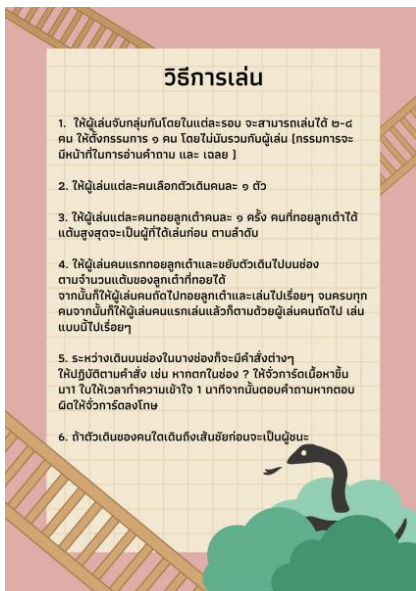 วิธีการเล่น
1. ให้ผู้เล่นจับกลุ่มกันโดยในแต่ละรอบ จะสามารถเล่นได้ ๒-๔
คน ให้ตั้งกรรมการ ๑ คน โดยไม่นับรวมกับผู้เล่น [กรรมการจะ
มีหน้าที่ในการอ่านคำถาม และ เฉลย ]
2. ให้ผู้เล่นแต่ละคนเลือกตัวเดินคนละ ๑ ตัว
3. ให้ผู้เล่นแต่ละคนทอยลูกเต๋าคนละ ๑ ครั้ง คนที่ทอยลูกเต๋าได้
แต้มสูงสุดจะเป็นผู้ที่ได้เล่นก่อน ตามลำดับ
4. ให้ผู้เล่นคนแรกทอยลูกเต๋าและขยับตัวเดินไปบนช่อง
ตามจำนวนแต้มของลูกเต๋าที่ทอยได้
จากนั้นก็ให้ผู้เล่นคนถัดไปทอยลูกเต๋าและเล่นไปเรื่อยๆ จนครบทุก
คนจากนั้นก็ให้ผู้เล่นคนแรกเล่นแล้วก็ตามด้วยผู้เล่นคนถัดไป เล่น
แบบนี้ไปเรื่อยๆ
5. ระหว่างเดินบนช่องในบางช่องก็จะมีคำสั่งต่างๆ
ให้ปฏิบัติตามคำสั่ง เช่น หากตกในช่อง ? ให้จั่วการ์ดเนื้อหาขึ้น
มา1 ใบให้เวลาทำความเข้าใจ 1 นาทีจากนั้นตอบคำถามหากตอบ
ผิดให้จั่วการ์ดลงโทษ
6. ถ้าตัวเดินของคนใดเดินถึงเส้นชัยก่อนจะเป็นผู้ชนะ